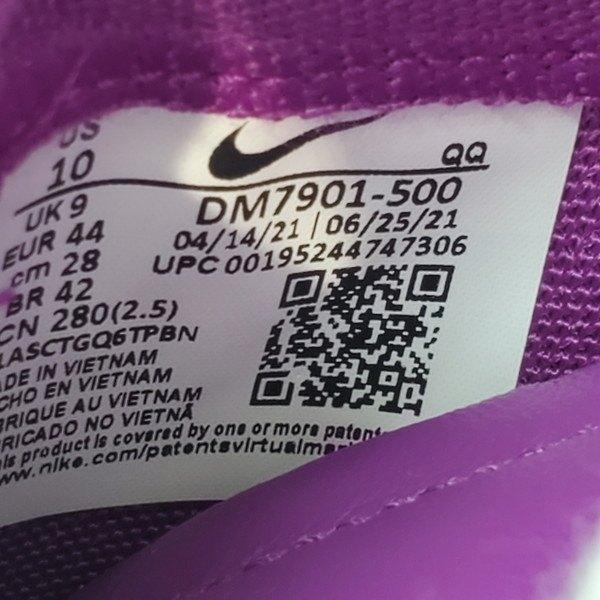 US
10
UK 9
EUR 44
cm 28
BR 42
CN 280(2.5)
QQ
DM7901-500
04/14/21 | 06/25/21
UPC 00195244747306
LASCTGQ6TPBN
ADE IN VIETNAM
CHO EN VIETNAM
BRIQUE AU VIETNAM
BRICADO NO VIETNÃ
is product is covered by one or more patent
www.nike.com/patentsvirtualmar